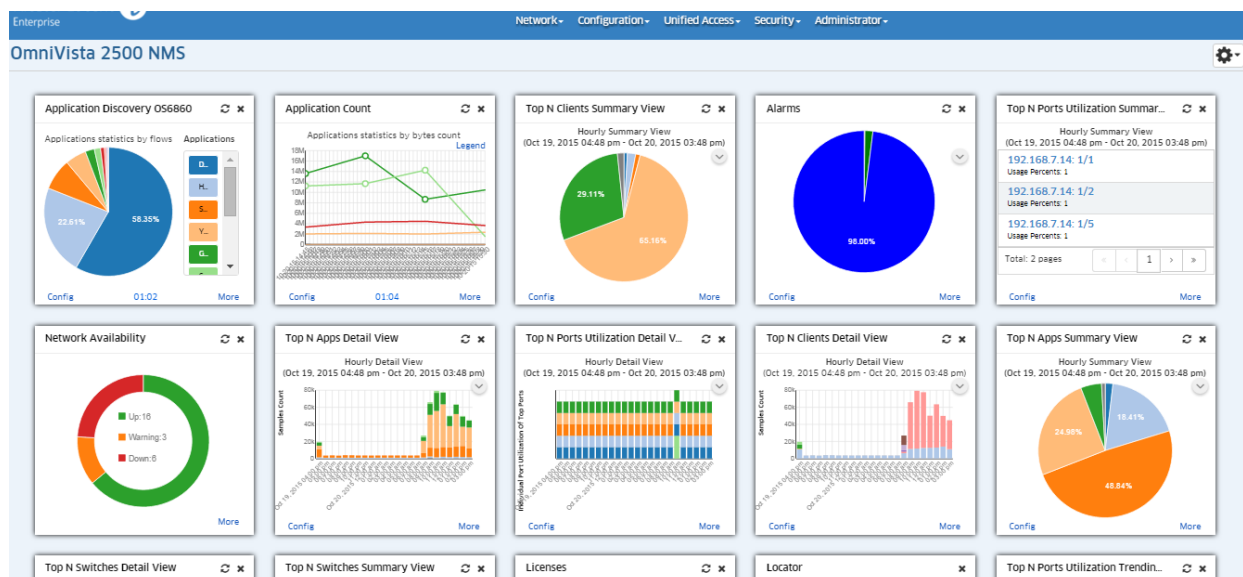 Enterprise
Network Configuration Unified Access Security Administrator
OmniVista 2500 NMS
Application Discovery OS6860
Applications statistics by flows Applications
D..
H..
S..
Y..
G..
58.35%
22.61%
Config 01:02 More
Application Count
Applications statistics by bytes count
Legend
18M
16M
14M
12M
10M
8M
6M
4M
2M
0
Config 01:04 More
Top N Clients Summary View
Hourly Summary View
(Oct 19, 2015 04:48 pm - Oct 20, 2015 03:48 pm)
29.11%
65.16%
Config More
Alarms
98.00%
Config More
Top N Ports Utilization Summar...
Hourly Summary View
(Oct 19, 2015 04:48 pm - Oct 20, 2015 03:48 pm)
192.168.7.14: 1/1
Usage Percents: 1
192.168.7.14: 1/2
Usage Percents: 1
192.168.7.14: 1/5
Usage Percents: 1
Total: 2 pages « ‹ 1 › »
Config More
Network Availability
Up:16
Warning:3
Down:6
More
Top N Apps Detail View
Hourly Detail View
(Oct 19, 2015 04:48 pm - Oct 20, 2015 03:48 pm)
Samples Count
80k
60k
40k
20k
0
Config More
Top N Ports Utilization Detail V...
Hourly Detail View
(Oct 19, 2015 04:48 pm - Oct 20, 2015 03:48 pm)
Individual Port Utilization Of Top Ports
Config More
Top N Clients Detail View
Hourly Detail View
(Oct 19, 2015 04:48 pm - Oct 20, 2015 03:48 pm)
Samples Count
80k
60k
40k
20k
0
Config More
Top N Apps Summary View
Hourly Summary View
(Oct 19, 2015 04:48 pm - Oct 20, 2015 03:48 pm)
18.41%
24.98%
48.84%
Config More
Top N Switches Detail View
Top N Switches Summary View
Licenses
Locator
Top N Ports Utilization Trendin...